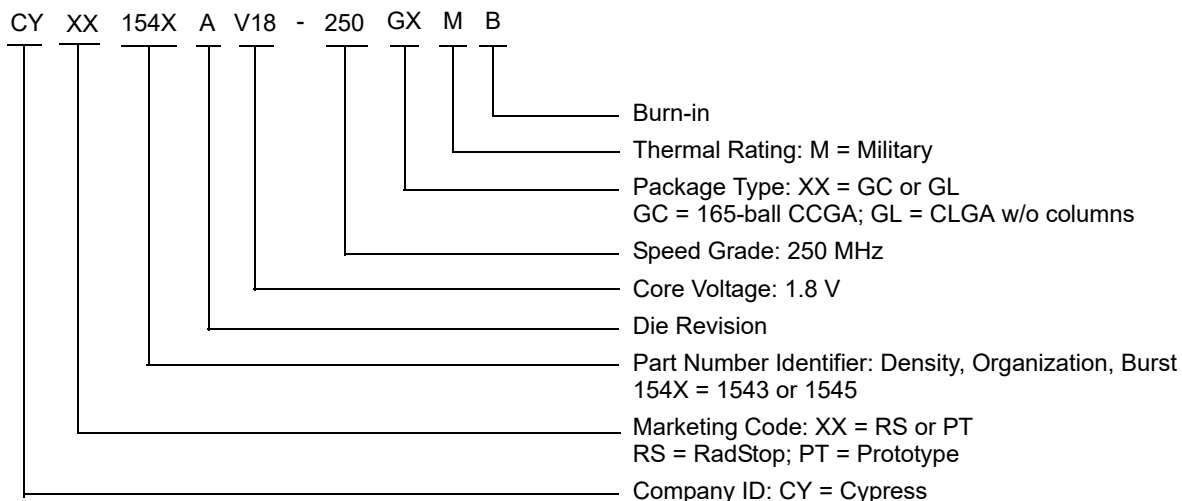 CY XX 154X A V18 - 250 GX M B
Burn-in
Thermal Rating: M = Military
Package Type: XX = GC or GL
GC = 165-ball CCGA; GL = CLGA w/o columns
Speed Grade: 250 MHz
Core Voltage: 1.8 V
Die Revision
Part Number Identifier: Density, Organization, Burst
154X = 1543 or 1545
Marketing Code: XX = RS or PT
RS = RadStop; PT = Prototype
Company ID: CY = Cypress